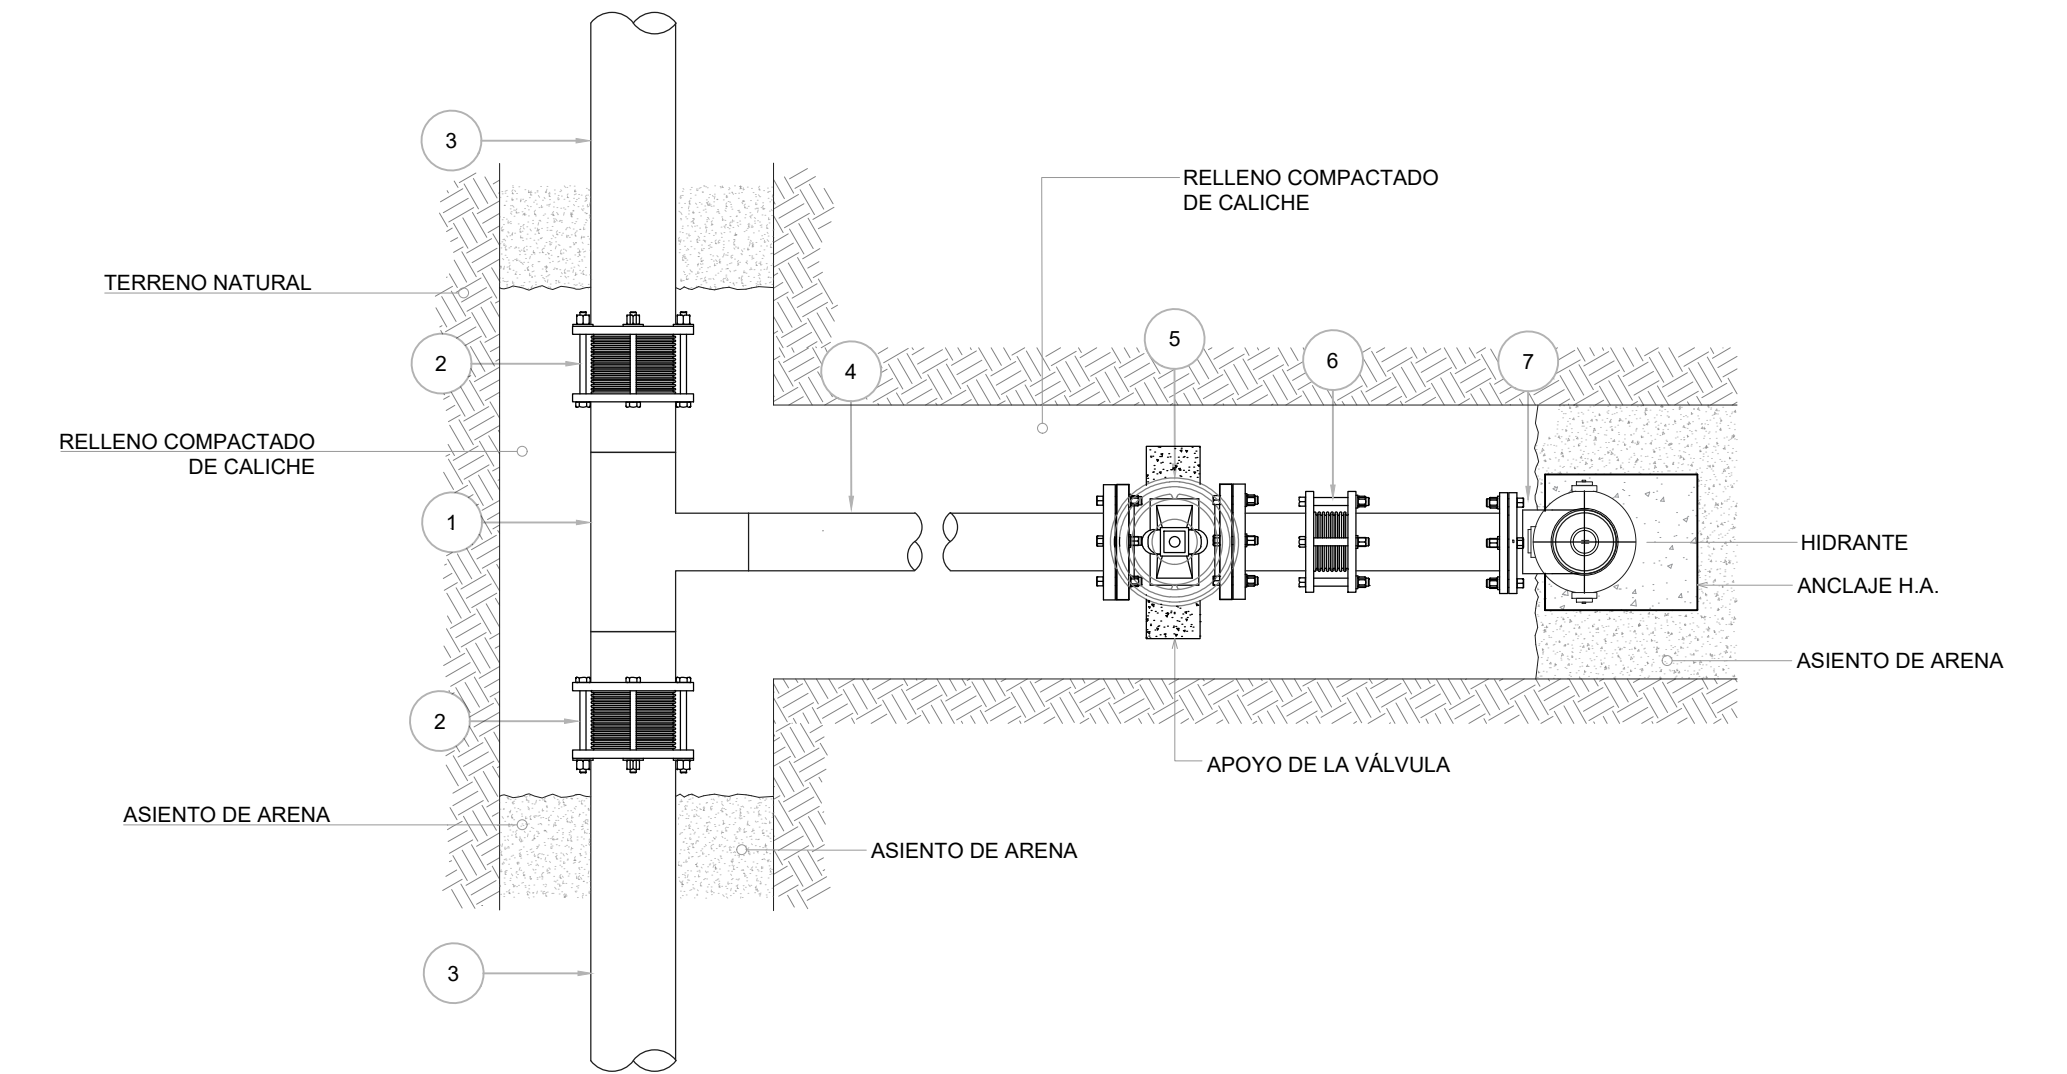 3
RELLENO COMPACTADO
DE CALICHE
TERRENO NATURAL
5
2
4
6
7
RELLENO COMPACTADO
DE CALICHE
1
HIDRANTE
ANCLAJE H.A.
ASIENTO DE ARENA
2
APOYO DE LA VÁLVULA
ASIENTO DE ARENA
ASIENTO DE ARENA
3